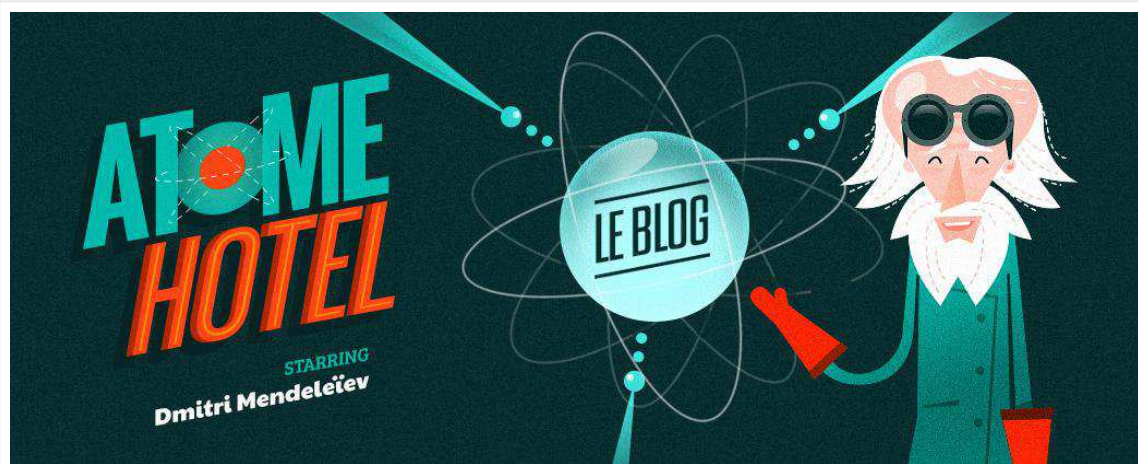 ATOME
HOTEL
STARRING
Dmitri Mendeleïev
LE BLOG